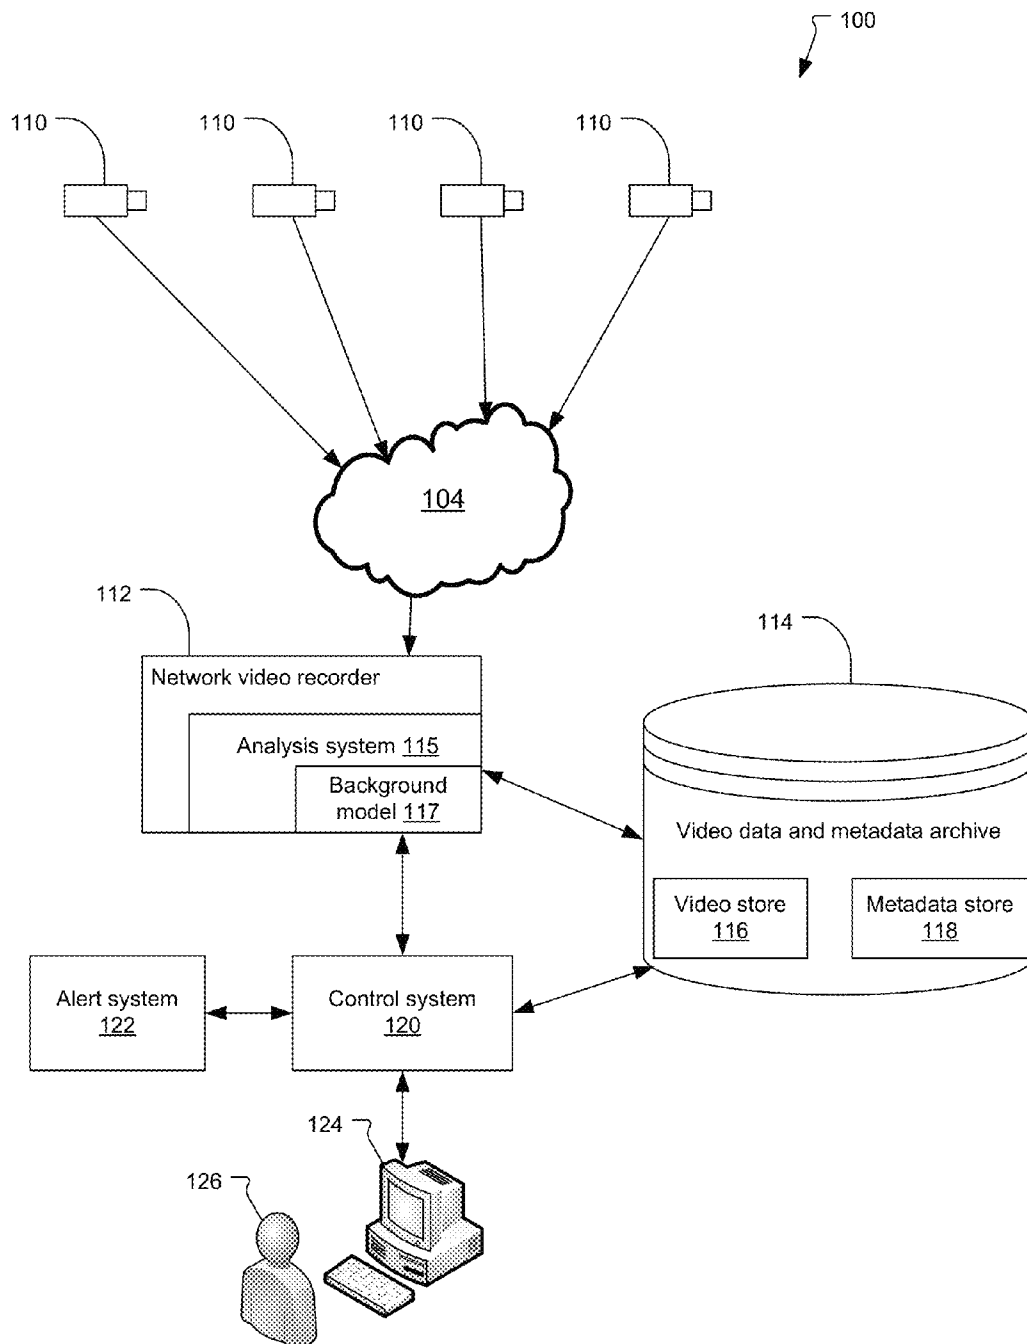 100
110 110 110 110
104
112
114
Network video recorder
Analysis system 115
Background
model 117
Video data and metadata archive
Video store
116
Metadata store
118
Alert system
122
Control system
120
124
126